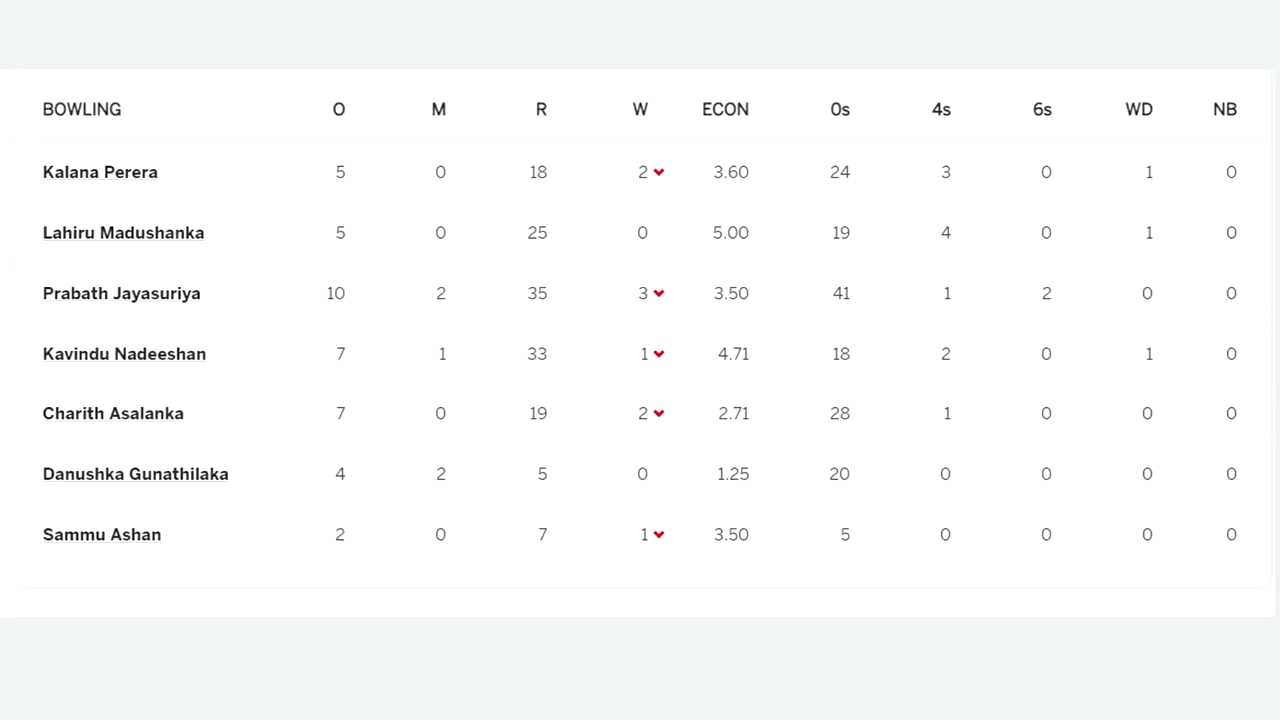 BOWLING O M R W ECON 0s 4s 6s WD NB
Kalana Perera 5 0 18 2 3.60 24 3 0 1 0
Lahiru Madushanka 5 0 25 0 5.00 19 4 0 1 0
Prabath Jayasuriya 10 2 35 3 3.50 41 1 2 0 0
Kavindu Nadeeshan 7 1 33 1 4.71 18 2 0 1 0
Charith Asalanka 7 0 19 2 2.71 28 1 0 0 0
Danushka Gunathilaka 4 2 5 0 1.25 20 0 0 0 0
Sammu Ashan 2 0 7 1 3.50 5 0 0 0 0